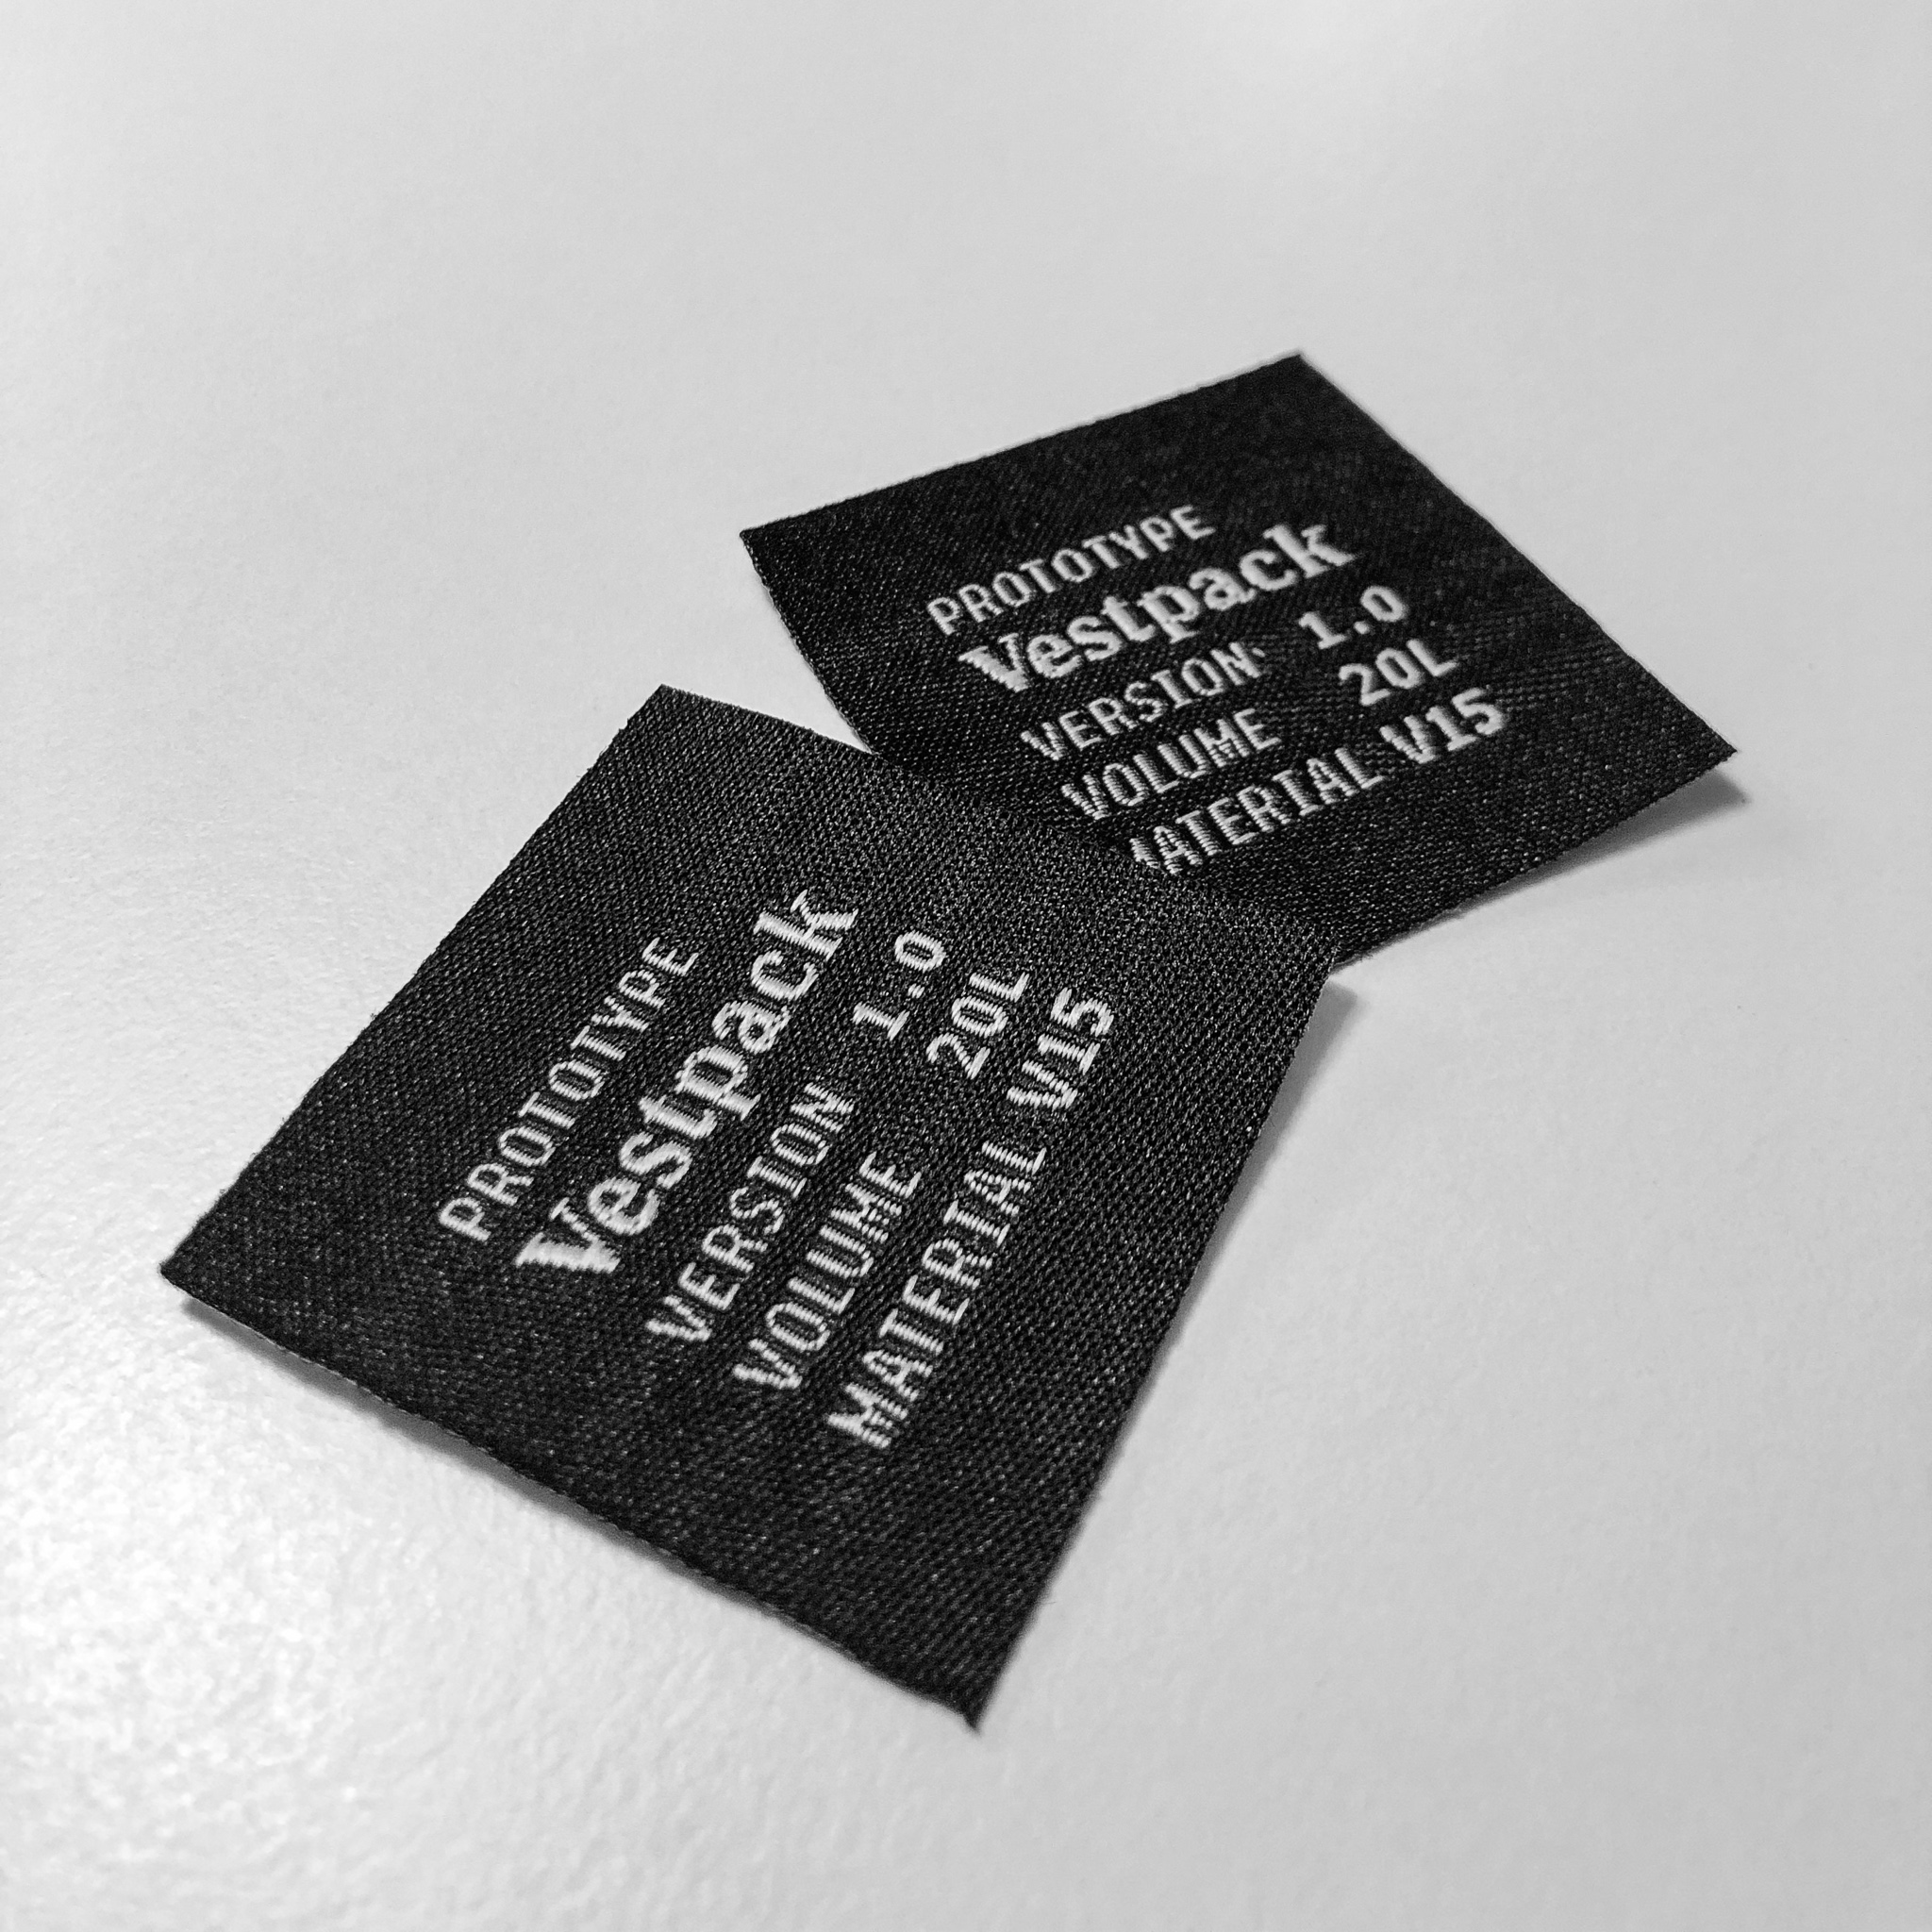 PROTOTYPE
Vestpack
VERSION 1.0
VOLUME 20L
MATERIAL V15
PROTOTYPE
Vestpack
VERSION 1.0
VOLUME 20L
MATERIAL V15